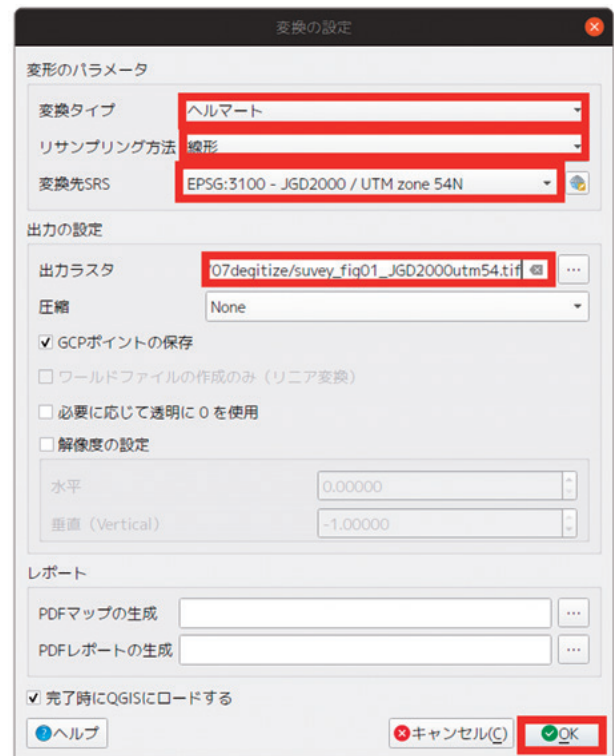 変換の設定
変形のパラメータ
変換タイプ ヘルマート
リサンプリング方法 線形
変換先SRS EPSG:3100 - JGD2000 / UTM zone 54N
出力の設定
出力ラスタ '07degitize/suvey_fig01_JGD2000utm54.tif ...
圧縮 None
GCPポイントの保存
ワールドファイルの作成のみ（リニア変換）
必要に応じて透明に 0 を使用
解像度の設定
水平 0.00000
垂直（Vertical） -1.00000
レポート
PDFマップの生成 ...
PDFレポートの生成 ...
完了時にQGISにロードする
ヘルプ キャンセル(C) OK